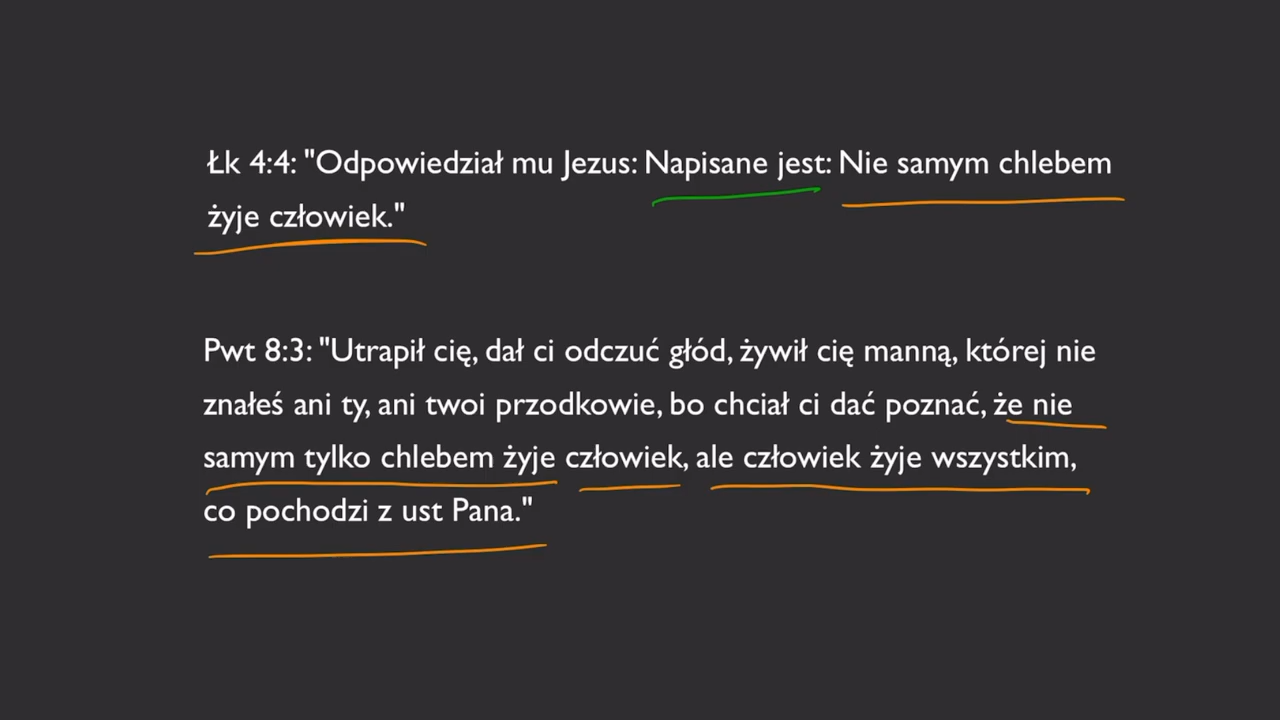 Łk 4:4: "Odpowiedział mu Jezus: Napisane jest: Nie samym chlebem
żyje człowiek."
Pwt 8:3: "Utrapił cię, dał ci odczuć głód, żywił cię manną, której nie
znałeś ani ty, ani twoi przodkowie, bo chciał ci dać poznać, że nie
samym tylko chlebem żyje człowiek, ale człowiek żyje wszystkim,
co pochodzi z ust Pana."